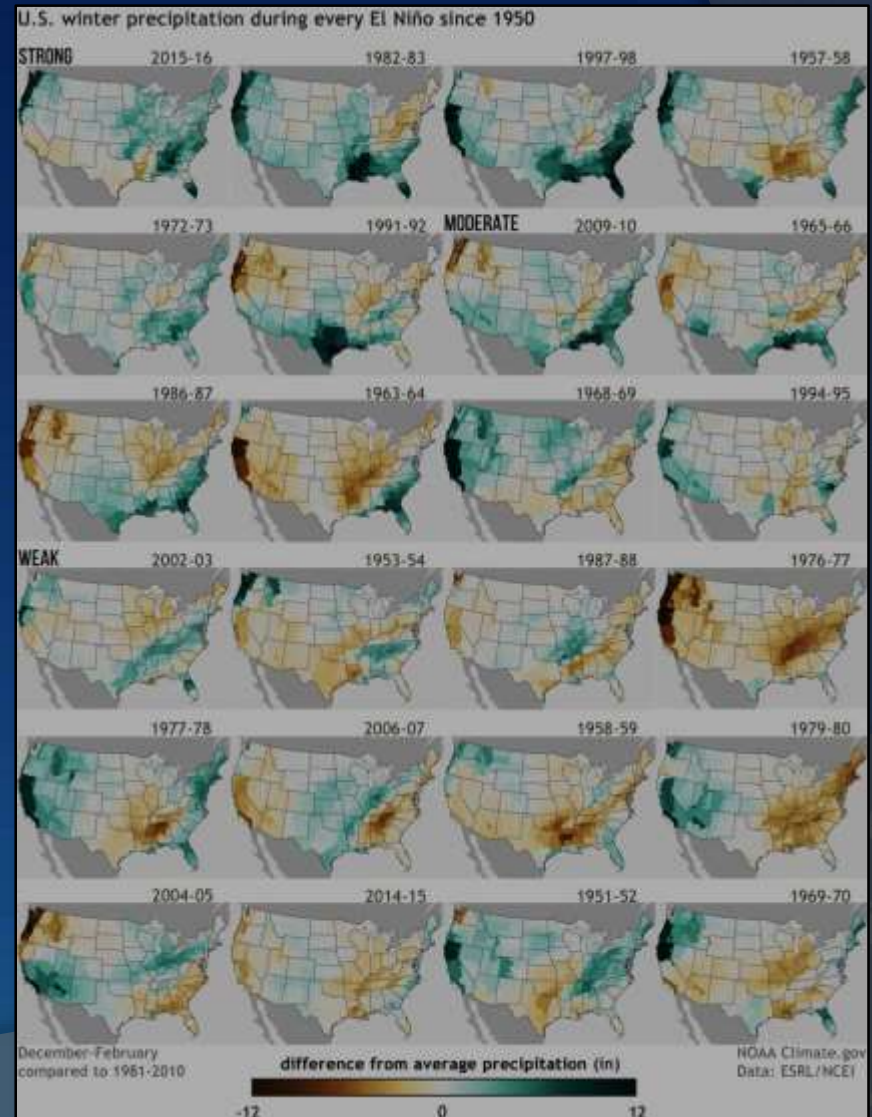 U.S. winter precipitation during every El Niño since 1950
STRONG 2015-16 1982-83 1997-98 1957-58
1972-73 1991-92 MODERATE 2009-10 1965-66
1986-87 1963-64 1968-69 1994-95
WEAK 2002-03 1953-54 1987-88 1976-77
1977-78 2006-07 1958-59 1979-80
2004-05 2014-15 1951-52 1969-70
December-February
compared to 1981-2010
difference from average precipitation (in)
NOAA Climate.gov
Data: ESRL/NCEI
-12 0 12